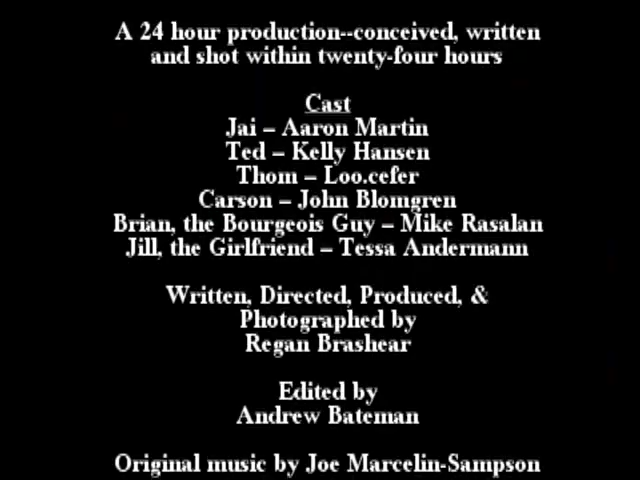 A 24 hour production--conceived, written
and shot within twenty-four hours
Cast
Jai – Aaron Martin
Ted – Kelly Hansen
Thom – Loo.cefer
Carson – John Blomgren
Brian, the Bourgeois Guy – Mike Rasalan
Jill, the Girlfriend – Tessa Andermann
Written, Directed, Produced, &
Photographed by
Regan Brashear
Edited by
Andrew Bateman
Original music by Joe Marcelin-Sampson